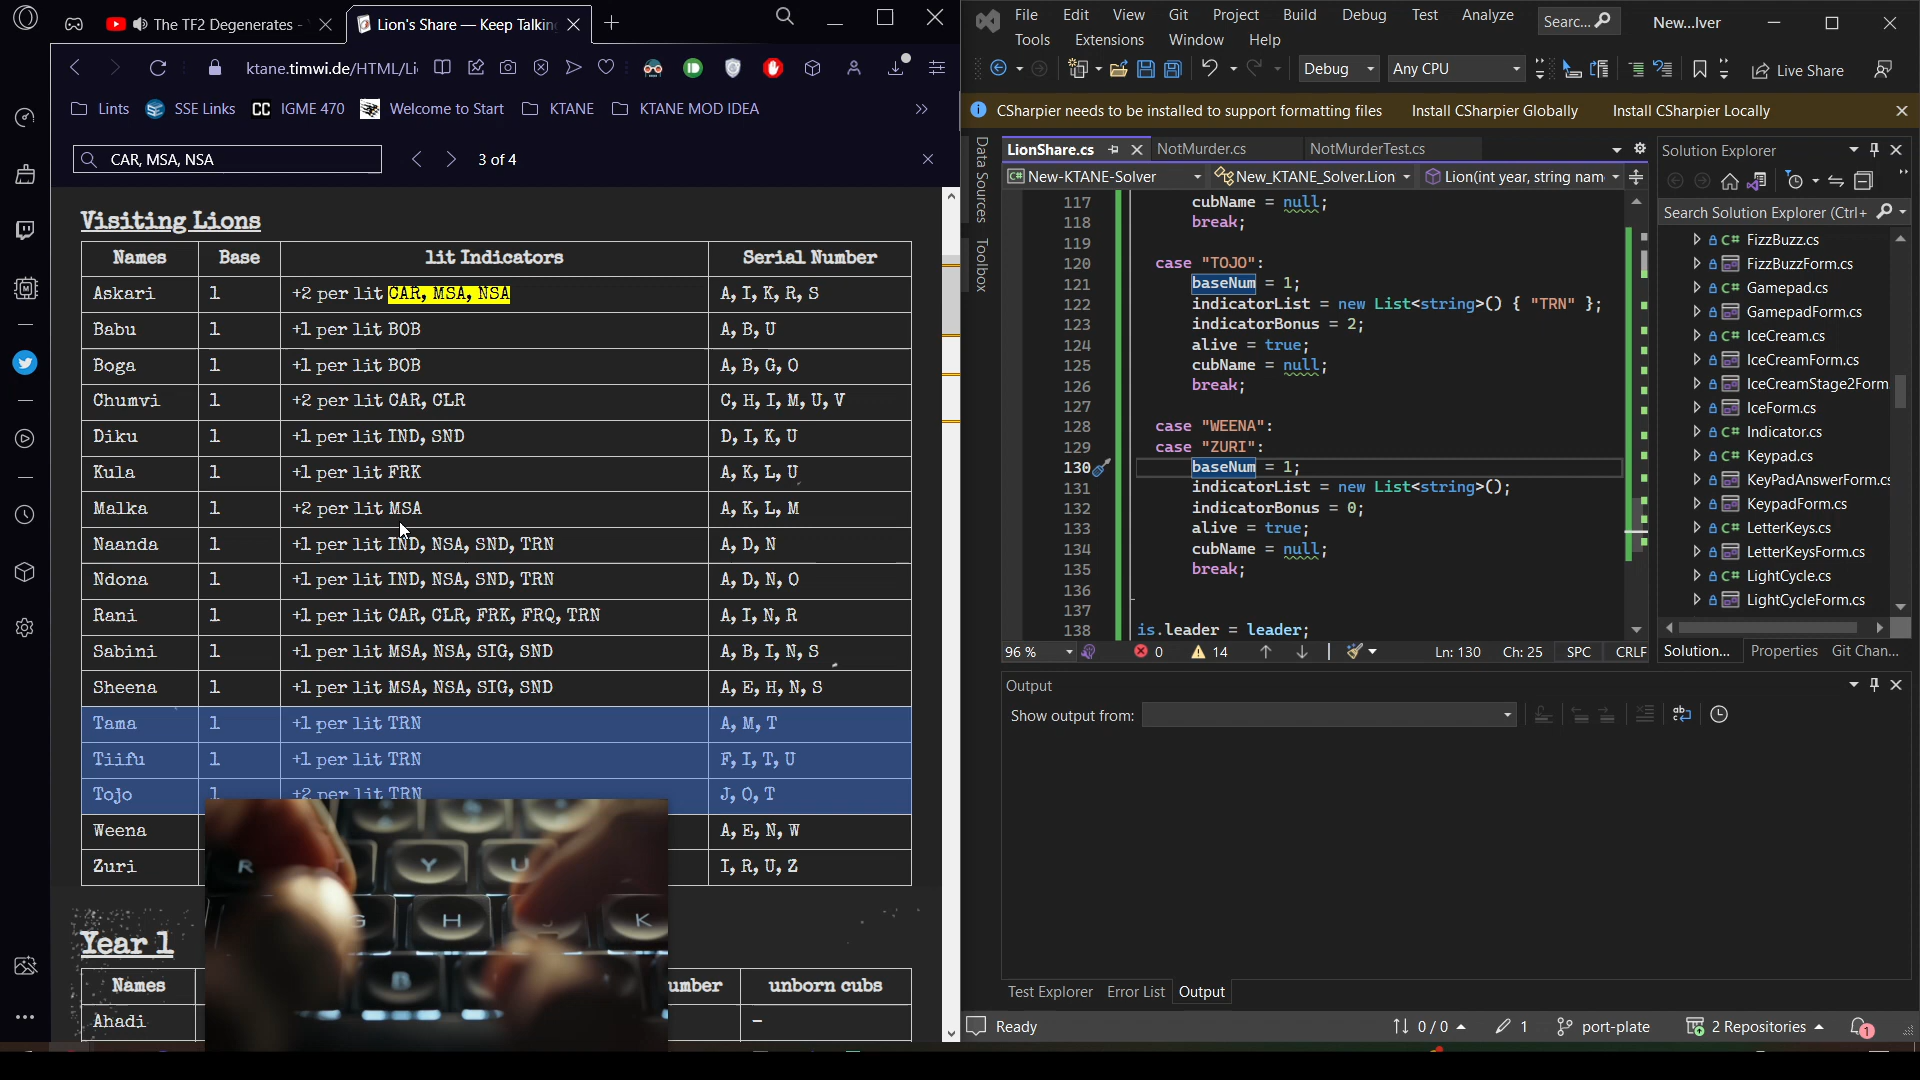 The TF2 Degenerates -
Lion's Share — Keep Talkin
ktane.timwi.de/HTML/Li
Lints
SSE Links
CC IGME 470
Welcome to Start
KTANE
KTANE MOD IDEA
CAR, MSA, NSA
3 of 4
Visiting Lions
Names Base lit Indicators Serial Number
Askari 1 +2 per lit CAR, MSA, NSA A, I, K, R, S
Babu 1 +1 per lit BOB A, B, U
Boga 1 +1 per lit BOB A, B, G, O
Chumvi 1 +2 per lit CAR, CLR C, H, I, M, U, V
Diku 1 +1 per lit IND, SND D, I, K, U
Kula 1 +1 per lit FRK A, K, L, U
Malka 1 +2 per lit MSA A, K, L, M
Naanda 1 +1 per lit IND, NSA, SND, TRN A, D, N
Ndona 1 +1 per lit IND, NSA, SND, TRN A, D, N, O
Rani 1 +1 per lit CAR, CLR, FRK, FRQ, TRN A, I, N, R
Sabini 1 +1 per lit MSA, NSA, SIG, SND A, B, I, N, S
Sheena 1 +1 per lit MSA, NSA, SIG, SND A, E, H, N, S
Tama 1 +1 per lit TRN A, M, T
Tiifu 1 +1 per lit TRN F, I, T, U
Tojo 1 +2 per lit TRN J, O, T
Weena A, E, N, W
Zuri I, R, U, Z
Year 1
Names umber unborn cubs
Ahadi –
R Y U
G H J K
B
File Edit View Git Project Build Debug Test Analyze
Searc...
New...lver
Tools Extensions Window Help
Debug
Any CPU
Live Share
CSharpier needs to be installed to support formatting files Install CSharpier Globally Install CSharpier Locally
Data Sources
Toolbox
LionShare.cs
NotMurder.cs
NotMurderTest.cs
New-KTANE-Solver
New_KTANE_Solver.Lion
Lion(int year, string nam
117 cubName = null;
118 break;
119
120 case "TOJO":
121 baseNum = 1;
122 indicatorList = new List<string>() { "TRN" };
123 indicatorBonus = 2;
124 alive = true;
125 cubName = null;
126 break;
127
128 case "WEENA":
129 case "ZURI":
130 baseNum = 1;
131 indicatorList = new List<string>();
132 indicatorBonus = 0;
133 alive = true;
134 cubName = null;
135 break;
136
137
138 is.leader = leader;
96 %
0
14
Ln: 130 Ch: 25 SPC CRLF
Solution Explorer
Search Solution Explorer (Ctrl+
C# FizzBuzz.cs
FizzBuzzForm.cs
C# Gamepad.cs
GamepadForm.cs
C# IceCream.cs
IceCreamForm.cs
IceCreamStage2Form
IceForm.cs
C# Indicator.cs
C# Keypad.cs
KeyPadAnswerForm.cs
KeypadForm.cs
C# LetterKeys.cs
LetterKeysForm.cs
C# LightCycle.cs
LightCycleForm.cs
Solution... Properties Git Chan...
Output
Show output from:
Test Explorer Error List Output
Ready
0 / 0
1
port-plate
2 Repositories
1